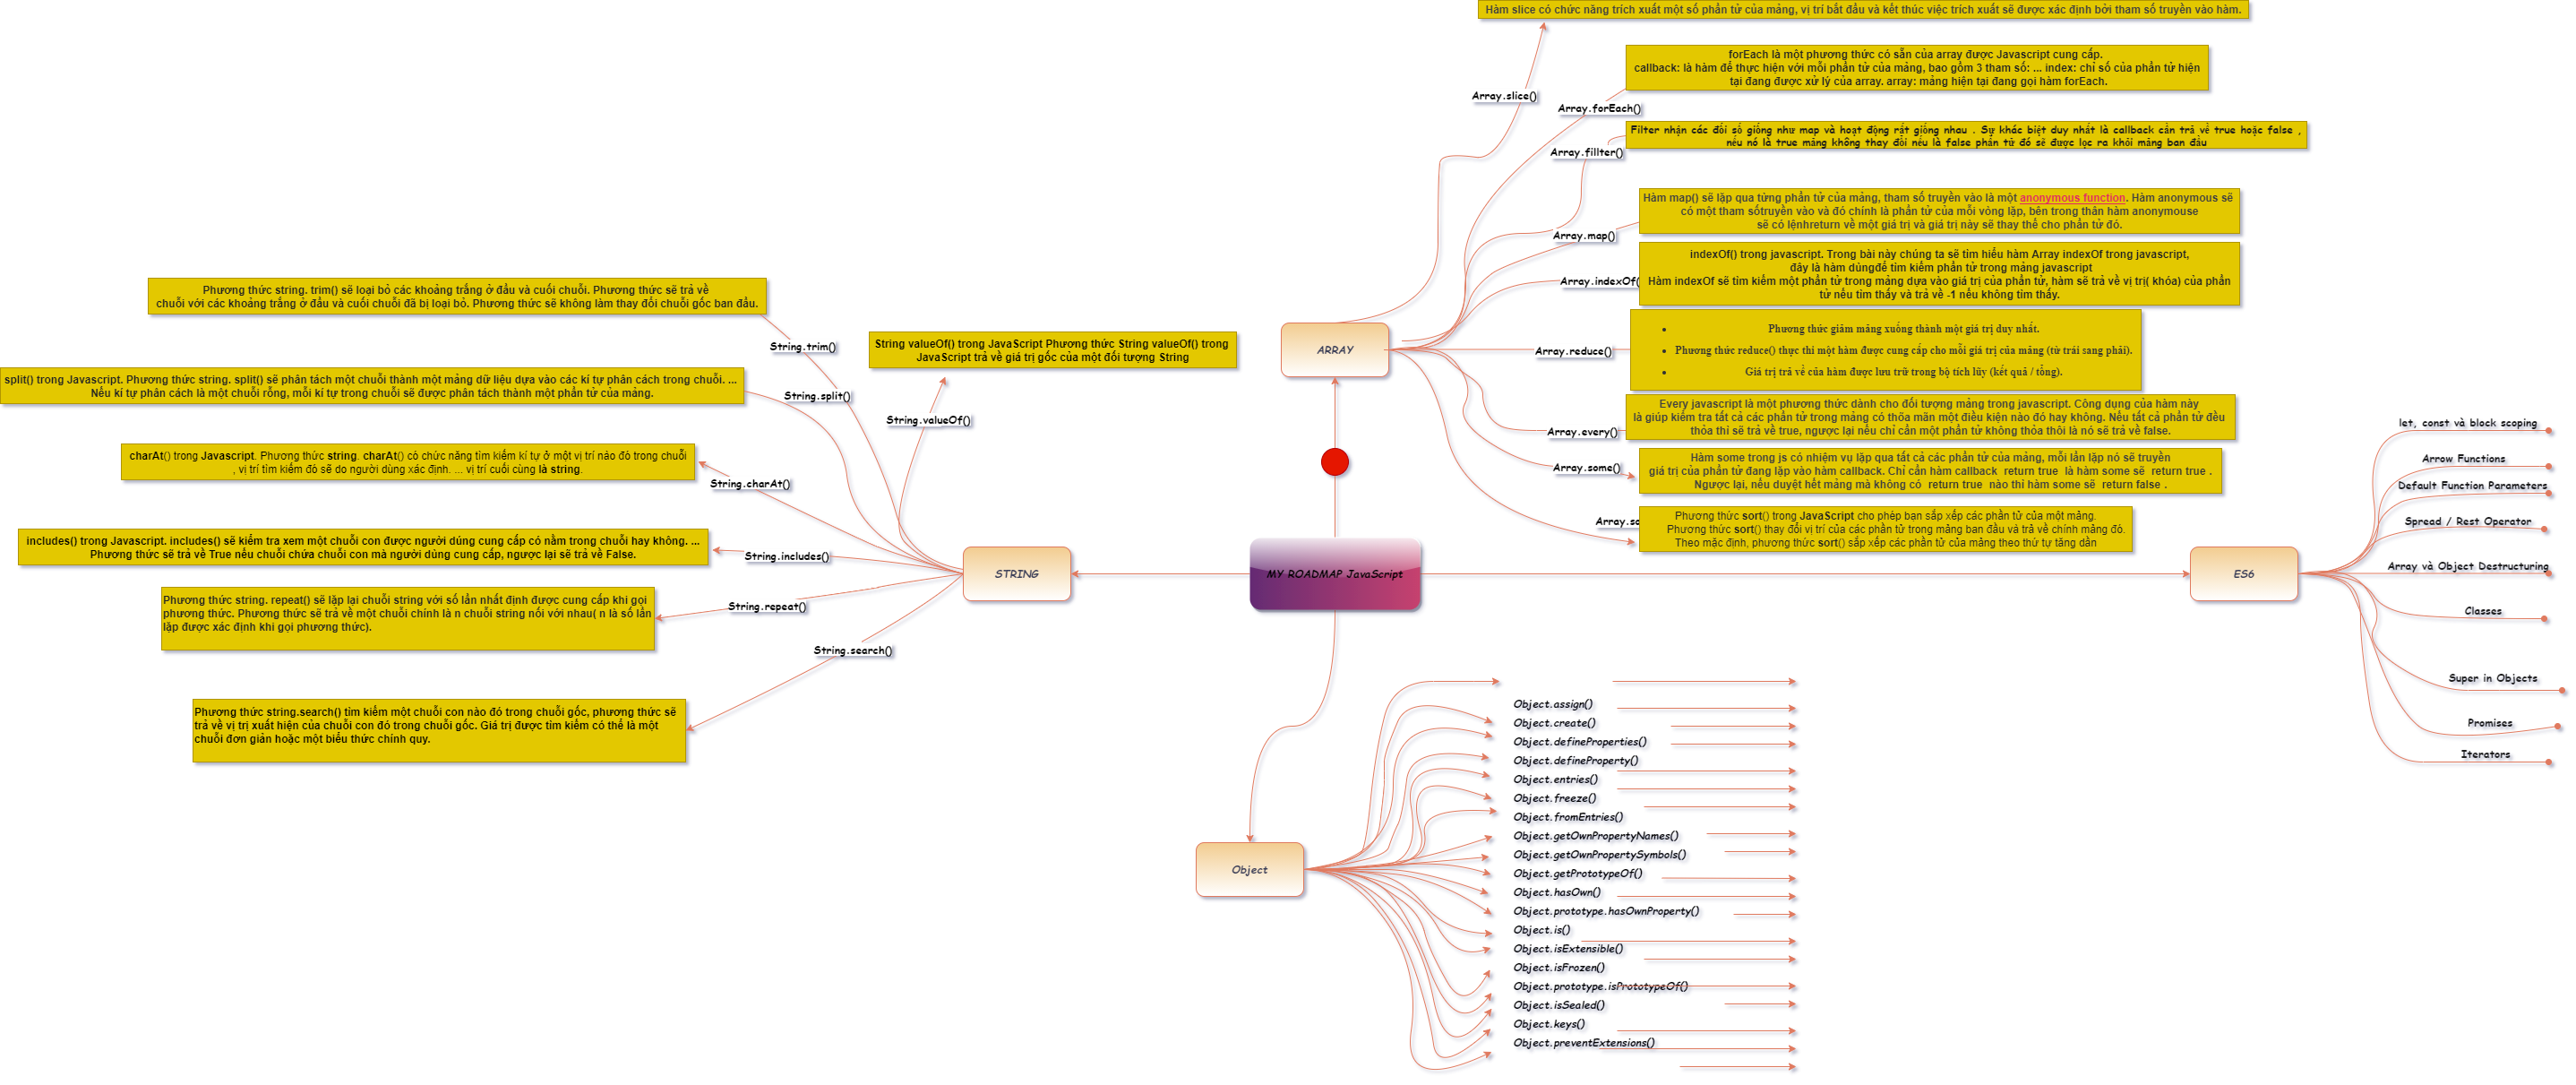 Hàm slice có chức năng trích xuất một số phần tử của mảng, vị trí bắt đầu và kết thúc việc trích xuất sẽ được xác định bởi tham số truyền vào hàm.
Array.slice()
forEach là một phương thức có sẵn của array được Javascript cung cấp.
callback: là hàm để thực hiện với mỗi phần tử của mảng, bao gồm 3 tham số: ... index: chỉ số của phần tử hiện
tại đang được xử lý của array. array: mảng hiện tại đang gọi hàm forEach.
Array.forEach()
Filter nhận các đối số giống như map và hoạt động rất giống nhau . Sự khác biệt duy nhất là callback cần trả về true hoặc false ,
nếu nó là true mảng không thay đổi nếu là false phần tử đó sẽ được lọc ra khỏi mảng ban đầu
Array.fillter()
Hàm map() sẽ lặp qua từng phần tử của mảng, tham số truyền vào là một anonymous function. Hàm anonymous sẽ
có một tham sốtruyền vào và đó chính là phần tử của mỗi vòng lặp, bên trong thân hàm anonymouse
sẽ có lệnhreturn về một giá trị và giá trị này sẽ thay thế cho phần tử đó.
Array.map()
indexOf() trong javascript. Trong bài này chúng ta sẽ tìm hiểu hàm Array indexOf trong javascript,
đây là hàm dùngđể tìm kiếm phần tử trong mảng javascript
Hàm indexOf sẽ tìm kiếm một phần tử trong mảng dựa vào giá trị của phần tử, hàm sẽ trả về vị trị( khóa) của phần
tử nếu tìm thấy và trả về -1 nếu không tìm thấy.
Array.indexOf(
ARRAY
Array.reduce()
• Phương thức giảm mảng xuống thành một giá trị duy nhất.
• Phương thức reduce() thực thi một hàm được cung cấp cho mỗi giá trị của mảng (từ trái sang phải).
• Giá trị trả về của hàm được lưu trữ trong bộ tích lũy (kết quả / tổng).
Every javascript là một phương thức dành cho đối tượng mảng trong javascript. Công dụng của hàm này
là giúp kiểm tra tất cả các phần tử trong mảng có thõa mãn một điều kiện nào đó hay không. Nếu tất cả phần tử đều
thỏa thì sẽ trả về true, ngược lại nếu chỉ cần một phần tử không thỏa thôi là nó sẽ trả về false.
Array.every()
Hàm some trong js có nhiệm vụ lặp qua tất cả các phần tử của mảng, mỗi lần lặp nó sẽ truyền
giá trị của phần tử đang lặp vào hàm callback. Chỉ cần hàm callback return true là hàm some sẽ return true .
Ngược lại, nếu duyệt hết mảng mà không có return true nào thì hàm some sẽ return false .
Array.some()
Phương thức sort() trong JavaScript cho phép bạn sắp xếp các phần tử của một mảng.
Phương thức sort() thay đổi vị trí của các phần tử trong mảng ban đầu và trả về chính mảng đó.
Theo mặc định, phương thức sort() sắp xếp các phần tử của mảng theo thứ tự tăng dần
Array.so
Phương thức string. trim() sẽ loại bỏ các khoảng trắng ở đầu và cuối chuỗi. Phương thức sẽ trả về
chuỗi với các khoảng trắng ở đầu và cuối chuỗi đã bị loại bỏ. Phương thức sẽ không làm thay đổi chuỗi gốc ban đầu.
String.trim()
String valueOf() trong JavaScript Phương thức String valueOf() trong
JavaScript trả về giá trị gốc của một đối tượng String
String.valueOf()
split() trong Javascript. Phương thức string. split() sẽ phân tách một chuỗi thành một mảng dữ liệu dựa vào các kí tự phân cách trong chuỗi. ...
Nếu kí tự phân cách là một chuỗi rỗng, mỗi kí tự trong chuỗi sẽ được phân tách thành một phần tử của mảng.
String.split()
charAt() trong Javascript. Phương thức string. charAt() có chức năng tìm kiếm kí tự ở một vị trí nào đó trong chuỗi
, vị trí tìm kiếm đó sẽ do người dùng xác định. ... vị trí cuối cùng là string.
String.charAt()
includes() trong Javascript. includes() sẽ kiểm tra xem một chuỗi con được người dùng cung cấp có nằm trong chuỗi hay không. ...
Phương thức sẽ trả về True nếu chuỗi chứa chuỗi con mà người dùng cung cấp, ngược lại sẽ trả về False.
String.includes()
Phương thức string. repeat() sẽ lặp lại chuỗi string với số lần nhất định được cung cấp khi gọi
phương thức. Phương thức sẽ trả về một chuỗi chính là n chuỗi string nối với nhau( n là số lần
lặp được xác định khi gọi phương thức).
String.repeat()
Phương thức string.search() tìm kiếm một chuỗi con nào đó trong chuỗi gốc, phương thức sẽ
trả về vị trí xuất hiện của chuỗi con đó trong chuỗi gốc. Giá trị được tìm kiếm có thể là một
chuỗi đơn giản hoặc một biểu thức chính quy.
String.search()
STRING
MY ROADMAP JavaScript
ES6
let, const và block scoping
Arrow Functions
Default Function Parameters
Spread / Rest Operator
Array và Object Destructuring
Classes
Super in Objects
Promises
Iterators
Object
Object.assign()
Object.create()
Object.defineProperties()
Object.defineProperty()
Object.entries()
Object.freeze()
Object.fromEntries()
Object.getOwnPropertyNames()
Object.getOwnPropertySymbols()
Object.getPrototypeOf()
Object.hasOwn()
Object.prototype.hasOwnProperty()
Object.is()
Object.isExtensible()
Object.isFrozen()
Object.prototype.isPrototypeOf()
Object.isSealed()
Object.keys()
Object.preventExtensions()